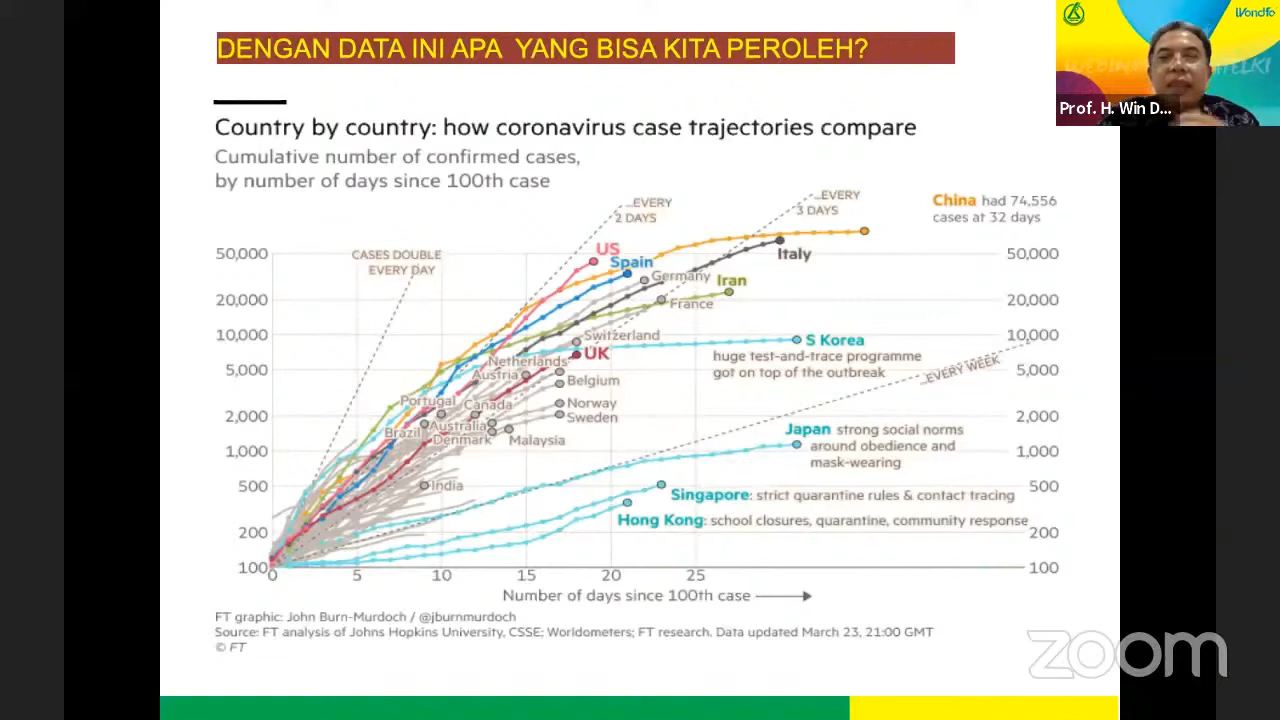 DENGAN DATA INI APA YANG BISA KITA PEROLEH?
Wondfo
Prof. H. Win D...
Country by country: how coronavirus case trajectories compare
Cumulative number of confirmed cases,
by number of days since 100th case
CASES DOUBLE
EVERY DAY
...EVERY
2 DAYS
...EVERY
3 DAYS
China had 74,556
cases at 32 days
50,000
20,000
10,000
5,000
2,000
1,000
500
200
100
US
Spain
Germany
Italy
Iran
France
Switzerland
UK
Netherlands
Austria
Belgium
Portugal
Canada
Norway
Sweden
Brazil
Australia
Denmark
Malaysia
India
S Korea
huge test-and-trace programme
got on top of the outbreak
...EVERY WEEK
Japan strong social norms
around obedience and
mask-wearing
Singapore: strict quarantine rules & contact tracing
Hong Kong: school closures, quarantine, community response
50,000
20,000
10,000
5,000
2,000
1,000
500
200
100
0
5
10
15
20
25
Number of days since 100th case
FT graphic: John Burn-Murdoch / @jburnmurdoch
Source: FT analysis of Johns Hopkins University, CSSE; Worldometers; FT research. Data updated March 23, 21:00 GMT
© FT
zoom